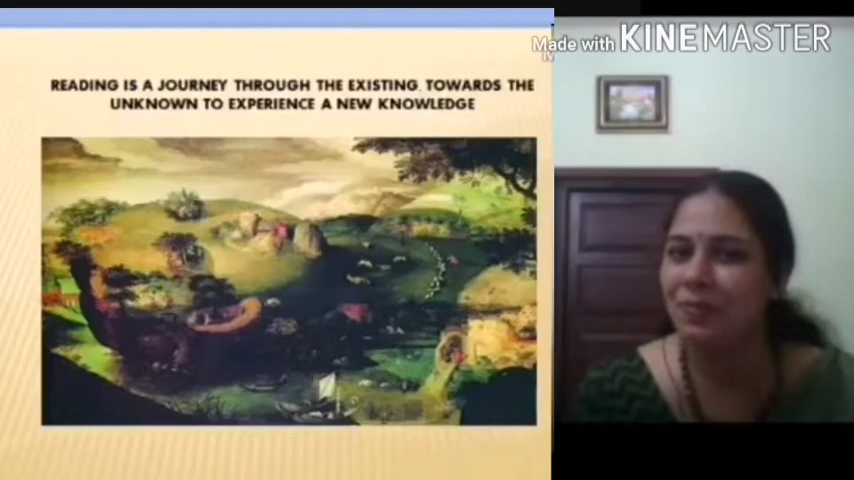 READING IS A JOURNEY THROUGH THE EXISTING, TOWARDS THE
UNKNOWN TO EXPERIENCE A NEW KNOWLEDGE
Made with KINEMASTER
M